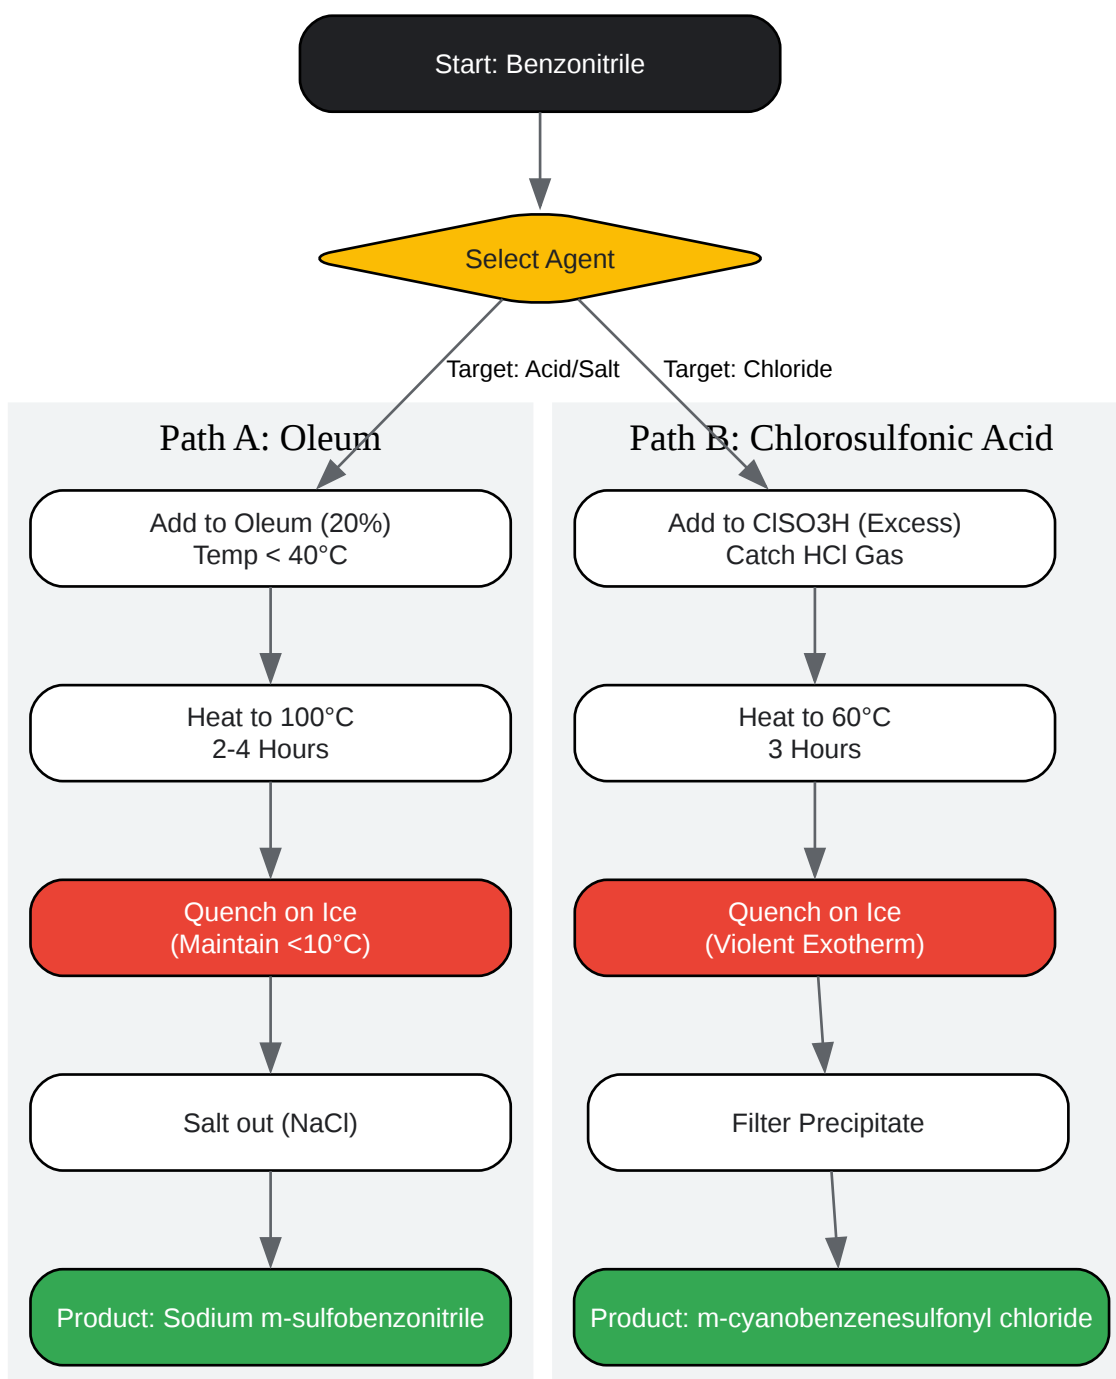 Start: Benzonitrile
Select Agent
Target: Acid/Salt
Target: Chloride
Path A: Oleum
Add to Oleum (20%)
Temp < 40°C
Heat to 100°C
2-4 Hours
Quench on Ice
(Maintain <10°C)
Salt out (NaCl)
Product: Sodium m-sulfobenzonitrile
Path B: Chlorosulfonic Acid
Add to ClSO3H (Excess)
Catch HCl Gas
Heat to 60°C
3 Hours
Quench on Ice
(Violent Exotherm)
Filter Precipitate
Product: m-cyanobenzenesulfonyl chloride